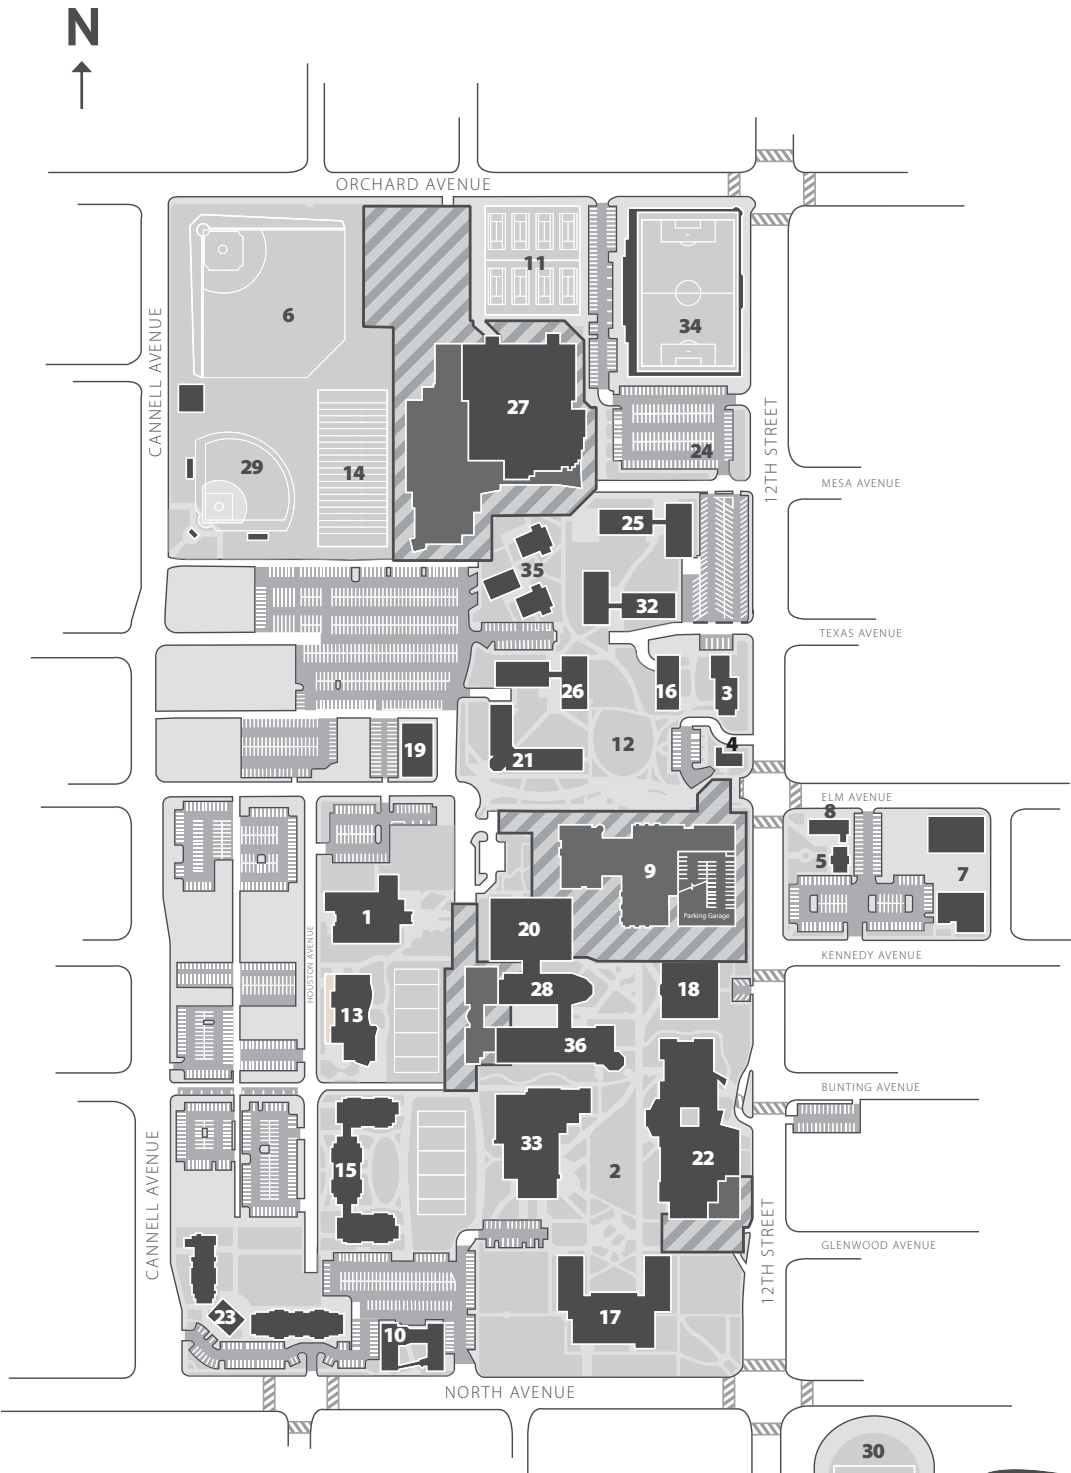 N
ORCHARD AVENUE
11
6
34
CANNELL AVENUE
27
12TH STREET
24
29
14
MESA AVENUE
25
35
32
TEXAS AVENUE
26
16
3
12
4
19
21
ELM AVENUE
8
5
7
9
Parking Garage
1
20
HOUSTON AVENUE
KENNEDY AVENUE
28
18
13
36
BUNTING AVENUE
33
22
15
2
CANNELL AVENUE
12TH STREET
GLENWOOD AVENUE
23
17
10
NORTH AVENUE
30